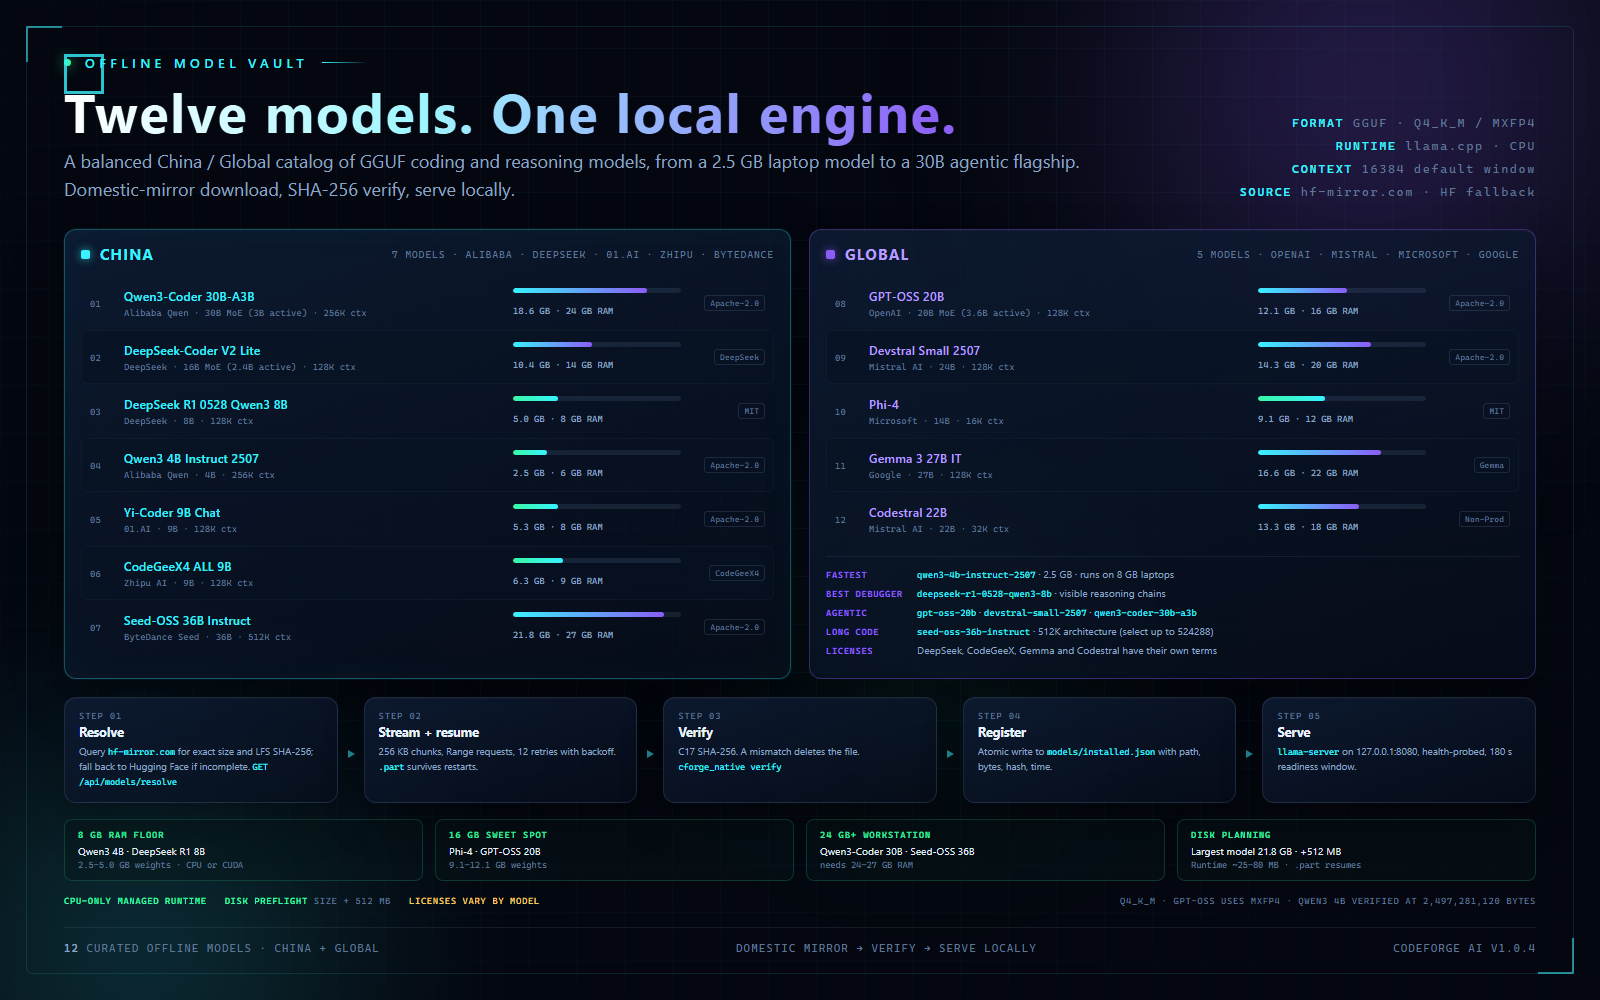 OFFLINE MODEL VAULT
Twelve models. One local engine.
A balanced China / Global catalog of GGUF coding and reasoning models, from a 2.5 GB laptop model to a 30B agentic flagship.
Domestic-mirror download, SHA-256 verify, serve locally.
FORMAT GGUF · Q4_K_M / MXFP4
RUNTIME llama.cpp · CPU
CONTEXT 16384 default window
SOURCE hf-mirror.com · HF fallback
CHINA
7 MODELS · ALIBABA · DEEPSEEK · 01.AI · ZHIPU · BYTEDANCE
01
Qwen3-Coder 30B-A3B
Alibaba Qwen · 30B MoE (3B active) · 256K ctx
18.6 GB · 24 GB RAM
Apache-2.0
02
DeepSeek-Coder V2 Lite
DeepSeek · 16B MoE (2.4B active) · 128K ctx
10.4 GB · 14 GB RAM
DeepSeek
03
DeepSeek R1 0528 Qwen3 8B
DeepSeek · 8B · 128K ctx
5.0 GB · 8 GB RAM
MIT
04
Qwen3 4B Instruct 2507
Alibaba Qwen · 4B · 256K ctx
2.5 GB · 6 GB RAM
Apache-2.0
05
Yi-Coder 9B Chat
01.AI · 9B · 128K ctx
5.3 GB · 8 GB RAM
Apache-2.0
06
CodeGeeX4 ALL 9B
Zhipu AI · 9B · 128K ctx
6.3 GB · 9 GB RAM
CodeGeeX4
07
Seed-OSS 36B Instruct
ByteDance Seed · 36B · 512K ctx
21.8 GB · 27 GB RAM
Apache-2.0
GLOBAL
5 MODELS · OPENAI · MISTRAL · MICROSOFT · GOOGLE
08
GPT-OSS 20B
OpenAI · 20B MoE (3.6B active) · 128K ctx
12.1 GB · 16 GB RAM
Apache-2.0
09
Devstral Small 2507
Mistral AI · 24B · 128K ctx
14.3 GB · 20 GB RAM
Apache-2.0
10
Phi-4
Microsoft · 14B · 16K ctx
9.1 GB · 12 GB RAM
MIT
11
Gemma 3 27B IT
Google · 27B · 128K ctx
16.6 GB · 22 GB RAM
Gemma
12
Codestral 22B
Mistral AI · 22B · 32K ctx
13.3 GB · 18 GB RAM
Non-Prod
FASTEST qwen3-4b-instruct-2507 · 2.5 GB · runs on 8 GB laptops
BEST DEBUGGER deepseek-r1-0528-qwen3-8b · visible reasoning chains
AGENTIC gpt-oss-20b · devstral-small-2507 · qwen3-coder-30b-a3b
LONG CODE seed-oss-36b-instruct · 512K architecture (select up to 524288)
LICENSES DeepSeek, CodeGeeX, Gemma and Codestral have their own terms
STEP 01
Resolve
Query hf-mirror.com for exact size and LFS SHA-256;
fall back to Hugging Face if incomplete. GET
/api/models/resolve
STEP 02
Stream + resume
256 KB chunks, Range requests, 12 retries with backoff.
.part survives restarts.
STEP 03
Verify
C17 SHA-256. A mismatch deletes the file.
cforge_native verify
STEP 04
Register
Atomic write to models/installed.json with path,
bytes, hash, time.
STEP 05
Serve
llama-server on 127.0.0.1:8080, health-probed, 180 s
readiness window.
8 GB RAM FLOOR
Qwen3 4B · DeepSeek R1 8B
2.5–5.0 GB weights · CPU or CUDA
16 GB SWEET SPOT
Phi-4 · GPT-OSS 20B
9.1–12.1 GB weights
24 GB+ WORKSTATION
Qwen3-Coder 30B · Seed-OSS 36B
needs 24–27 GB RAM
DISK PLANNING
Largest model 21.8 GB · +512 MB
Runtime ~25–80 MB · .part resumes
CPU-ONLY MANAGED RUNTIME DISK PREFLIGHT SIZE + 512 MB LICENSES VARY BY MODEL
Q4_K_M · GPT-OSS USES MXFP4 · QWEN3 4B VERIFIED AT 2,497,281,120 BYTES
12 CURATED OFFLINE MODELS · CHINA + GLOBAL
DOMESTIC MIRROR → VERIFY → SERVE LOCALLY
CODEFORGE AI V1.0.4